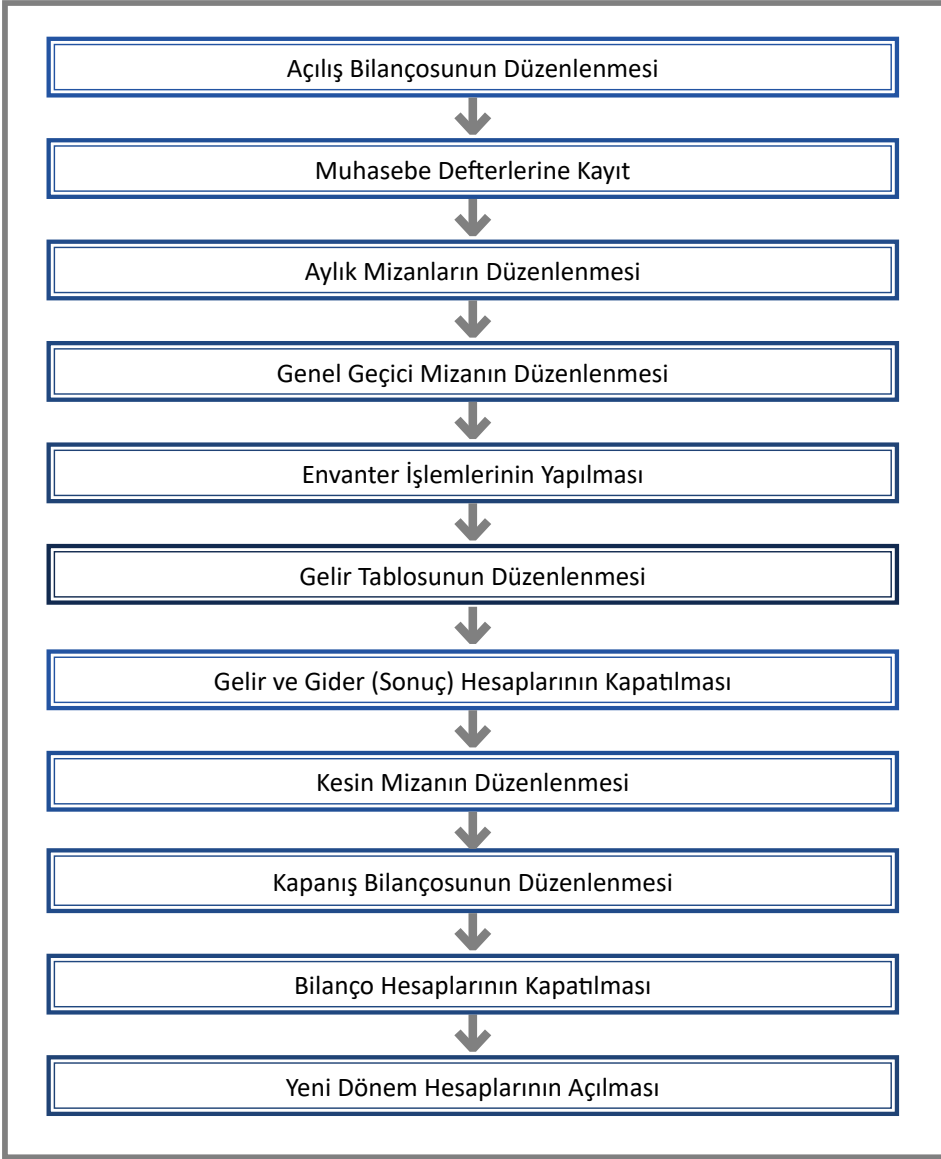 Açılış Bilançosunun Düzenlenmesi
Muhasebe Defterlerine Kayıt
Aylık Mizanların Düzenlenmesi
Genel Geçici Mizanın Düzenlenmesi
Envanter İşlemlerinin Yapılması
Gelir Tablosunun Düzenlenmesi
Gelir ve Gider (Sonuç) Hesaplarının Kapatılması
Kesin Mizanın Düzenlenmesi
Kapanış Bilançosunun Düzenlenmesi
Bilanço Hesaplarının Kapatılması
Yeni Dönem Hesaplarının Açılması